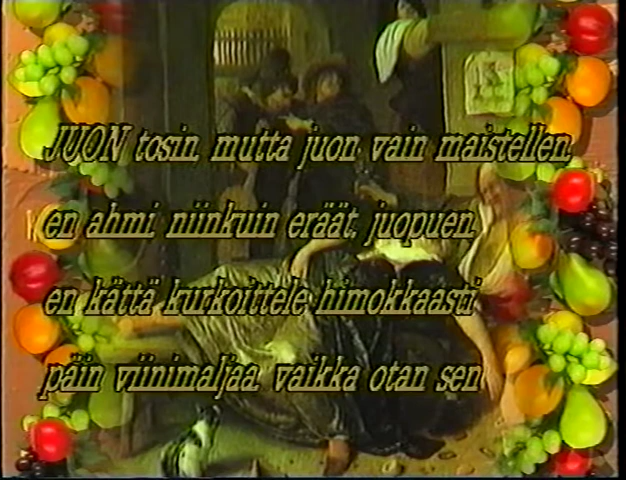 JUON tosin, mutta juon vain maistellen,
en ahmi, niinkuin eräät, juopuen,
en kättä kurkoittele himokkaasti
päin viinimaljaa, vaikka otan sen